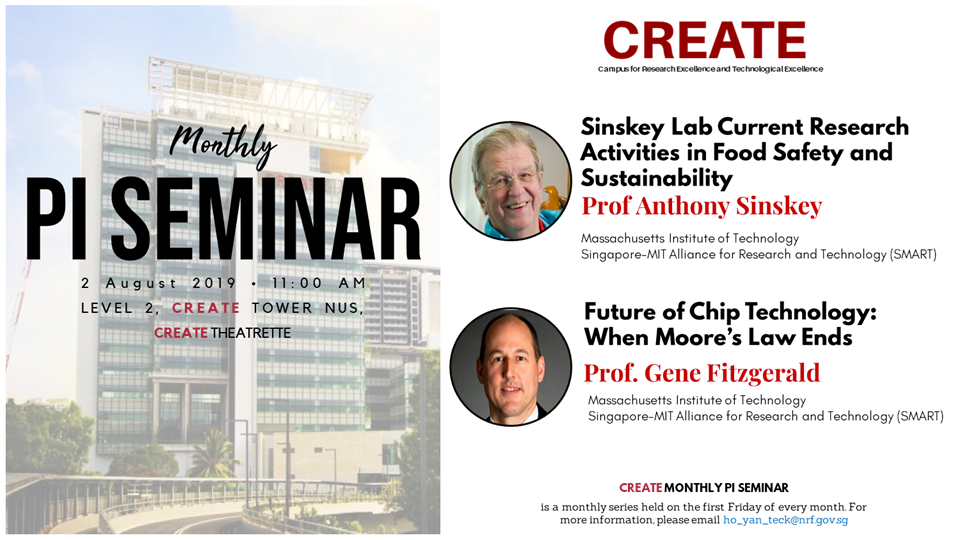 Monthly
PI SEMINAR
2 August 2019 • 11:00 AM
LEVEL 2, CREATE TOWER NUS,
CREATE THEATRETTE
CREATE
Campus for Research Excellence and Technological Excellence
Sinskey Lab Current Research
Activities in Food Safety and
Sustainability
Prof Anthony Sinskey
Massachusetts Institute of Technology
Singapore-MIT Alliance for Research and Technology (SMART)
Future of Chip Technology:
When Moore's Law Ends
Prof. Gene Fitzgerald
Massachusetts Institute of Technology
Singapore-MIT Alliance for Research and Technology (SMART)
CREATE MONTHLY PI SEMINAR
is a monthly series held on the first Friday of every month. For
more information, please email ho_yan_teck@nrf.gov.sg